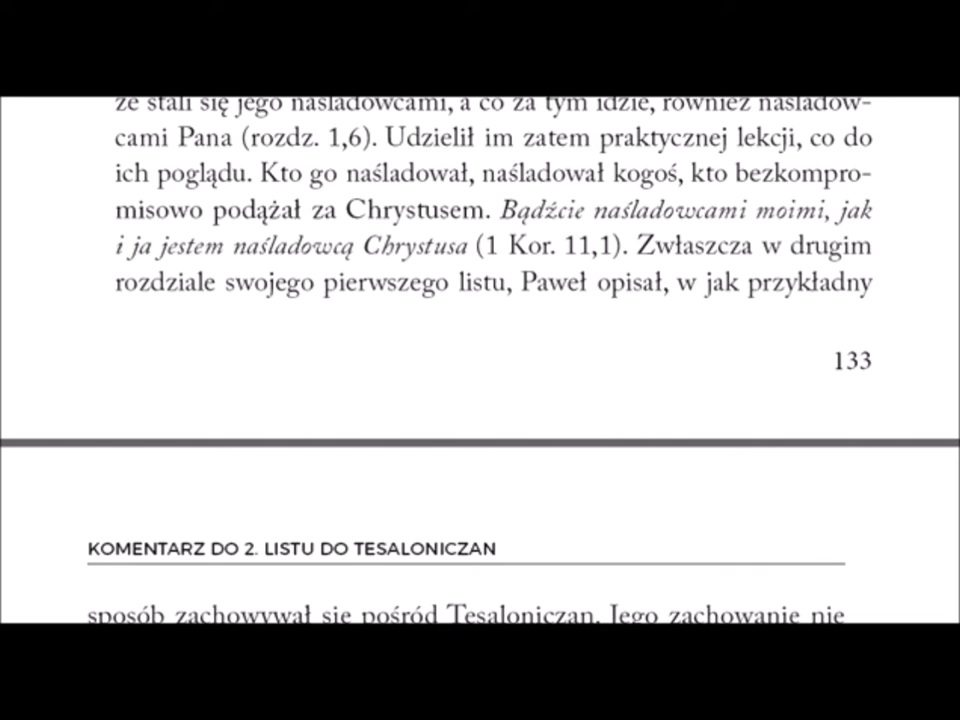 że stali się jego naśladowcami, a co za tym idzie, również naśladow-
cami Pana (rozdz. 1,6). Udzielił im zatem praktycznej lekcji, co do
ich poglądu. Kto go naśladował, naśladował kogoś, kto bezkompro-
misowo podążał za Chrystusem. Bądźcie naśladowcami moimi, jak
i ja jestem naśladowcą Chrystusa (1 Kor. 11,1). Zwłaszcza w drugim
rozdziale swojego pierwszego listu, Paweł opisał, w jak przykładny
133
KOMENTARZ DO 2. LISTU DO TESALONICZAN
sposób zachowywał się pośród Tesaloniczan. Jego zachowanie nie